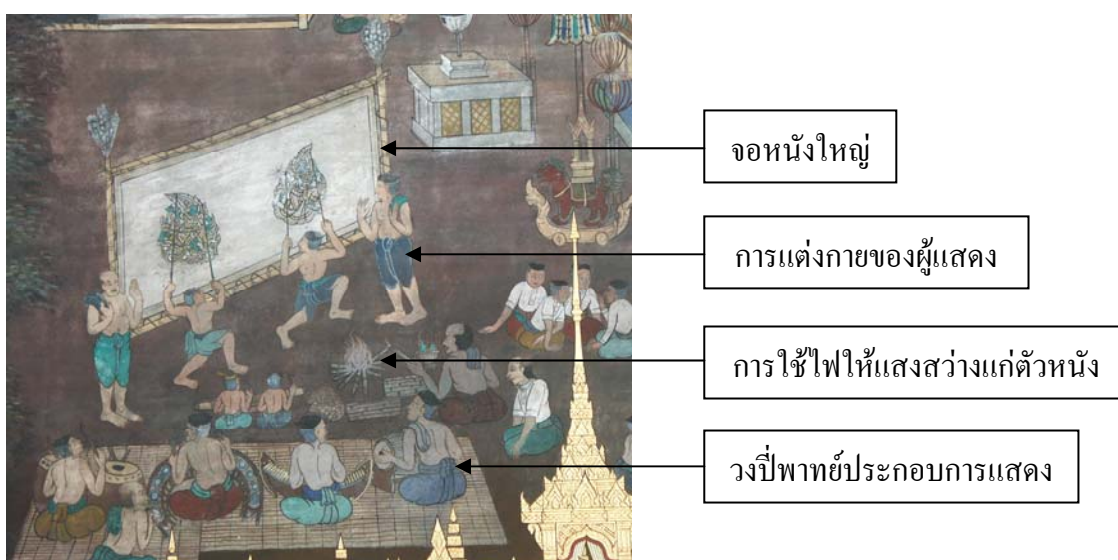 จอหนังใหญ่
การแต่งกายของผู้แสดง
การใช้ไฟให้แสงสว่างแก่ตัวหนัง
วงปี่พาทย์ประกอบการแสดง